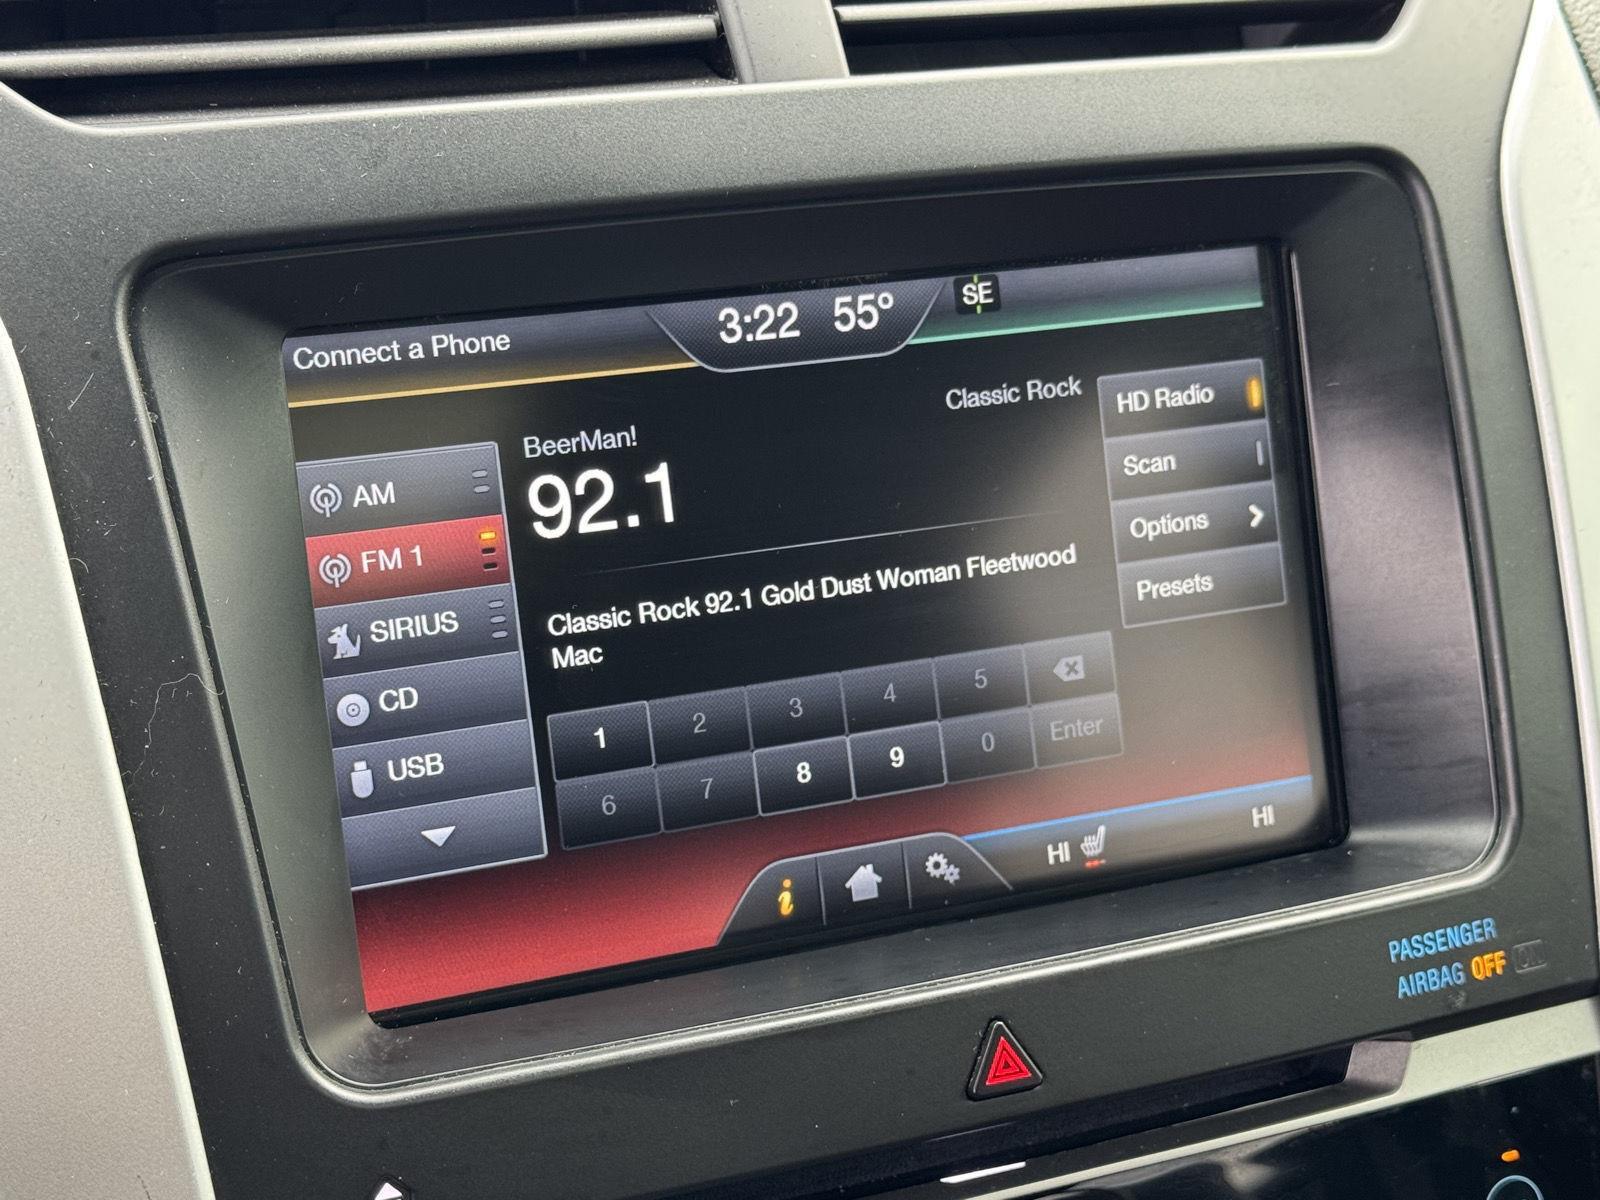 Connect a Phone
3:22 55°
SE
Classic Rock
BeerMan!
92.1
Classic Rock 92.1 Gold Dust Woman Fleetwood
Mac
AM
FM 1
SIRIUS
CD
USB
HD Radio
Scan
Options
Presets
1 2 3 4 5
6 7 8 9 0 Enter
i
HI
HI
PASSENGER
AIRBAG OFF ON